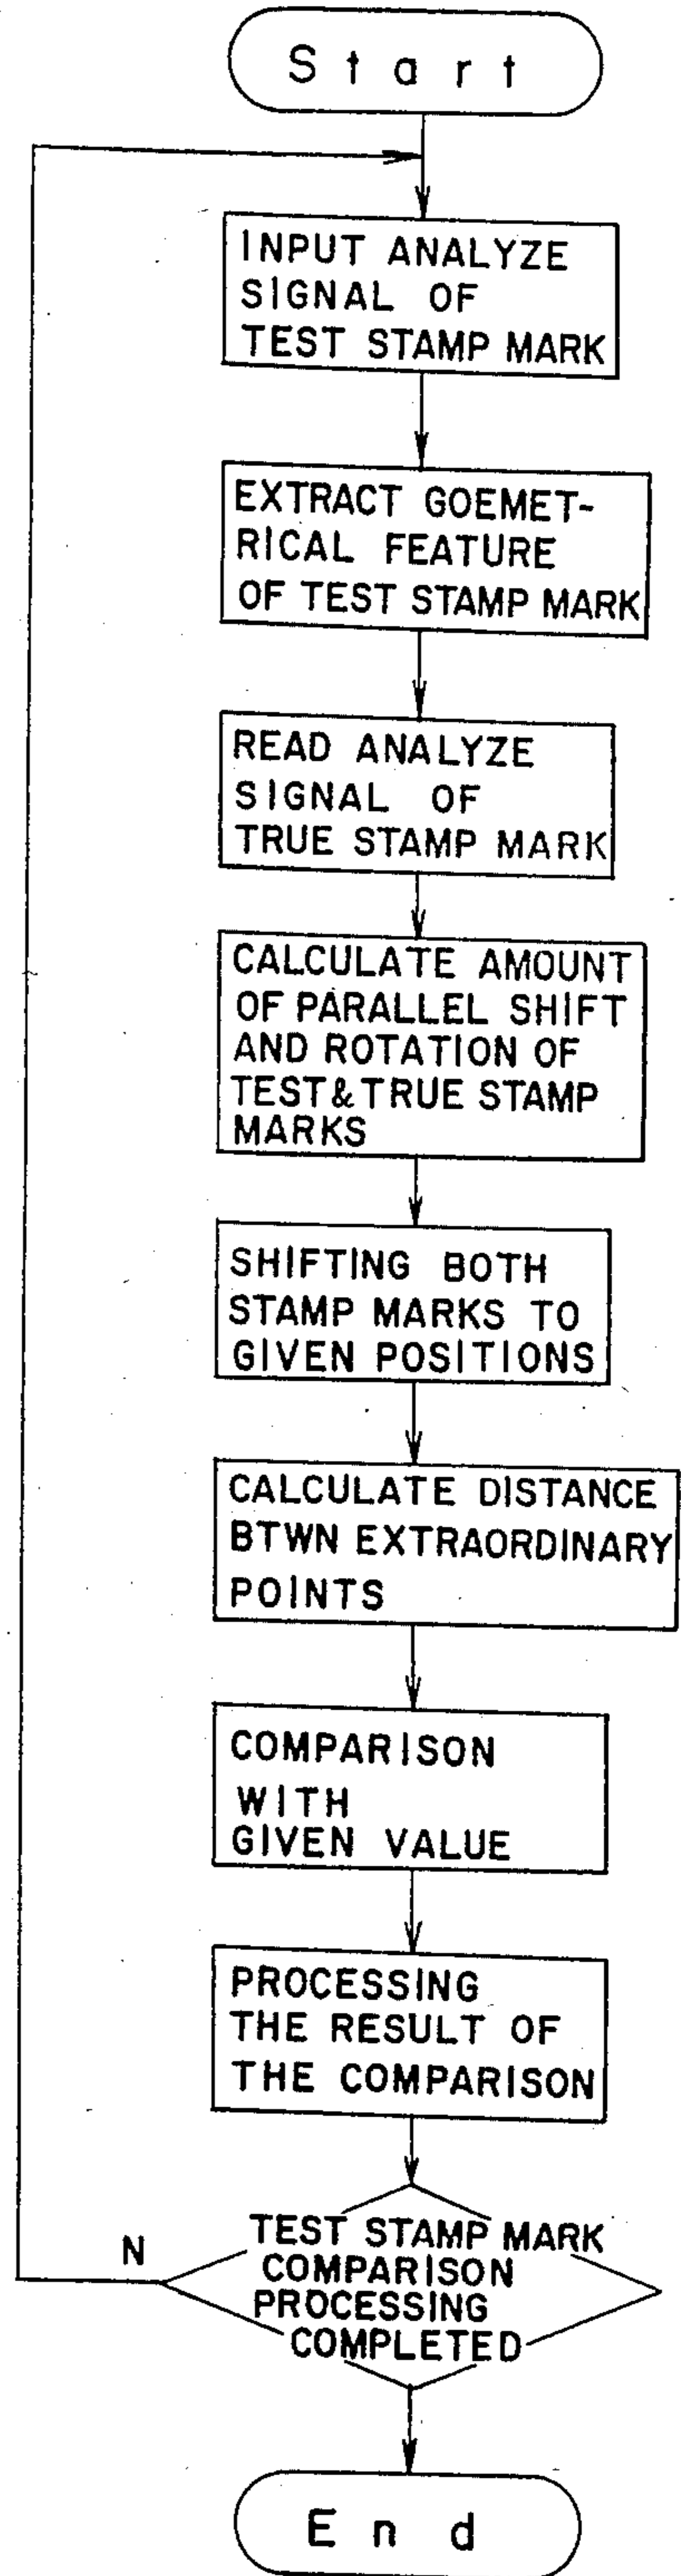 Start
INPUT ANALYZE
SIGNAL OF
TEST STAMP MARK
EXTRACT GOEMET-
RICAL FEATURE
OF TEST STAMP MARK
READ ANALYZE
SIGNAL OF
TRUE STAMP MARK
CALCULATE AMOUNT
OF PARALLEL SHIFT
AND ROTATION OF
TEST & TRUE STAMP
MARKS
SHIFTING BOTH
STAMP MARKS TO
GIVEN POSITIONS
CALCULATE DISTANCE
BTWN EXTRAORDINARY
POINTS
COMPARISON
WITH
GIVEN VALUE
PROCESSING
THE RESULT OF
THE COMPARISON
N
TEST STAMP MARK
COMPARISON
PROCESSING
COMPLETED
End